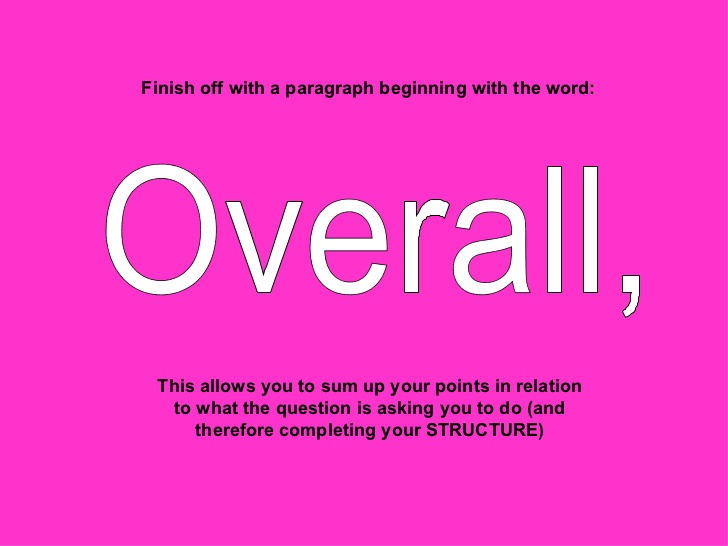 Finish off with a paragraph beginning with the word:
Overall,
This allows you to sum up your points in relation
to what the question is asking you to do (and
therefore completing your STRUCTURE)